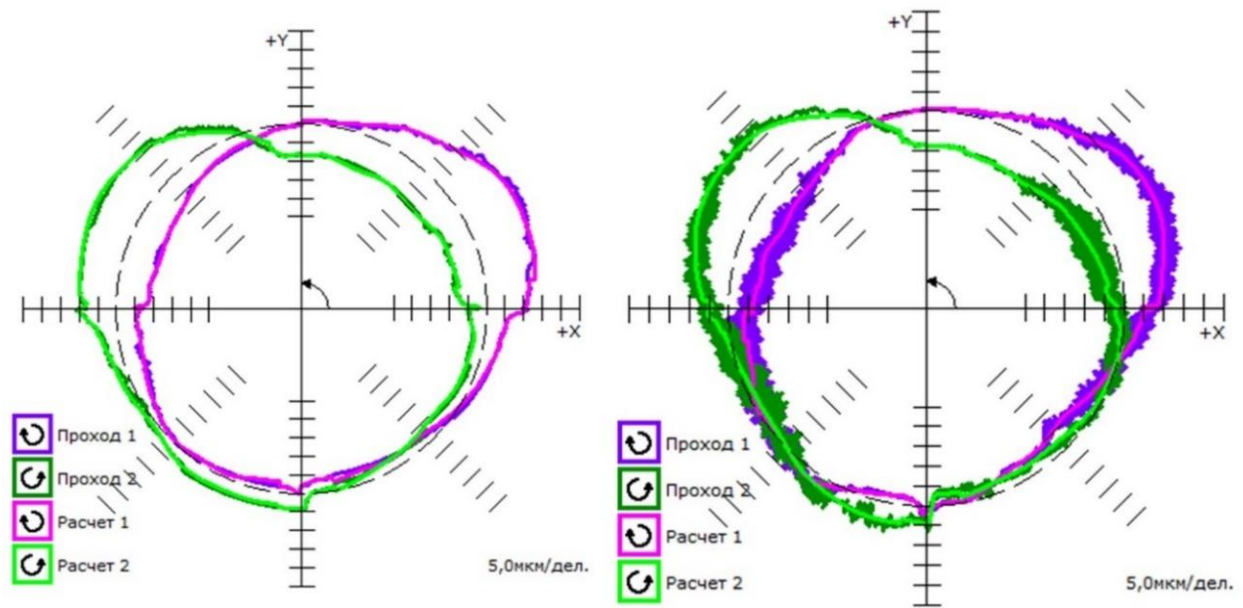 +Y
+X
Проход 1
Проход 2
Расчет 1
Расчет 2
5,0мкм/дел.
+Y
+X
Проход 1
Проход 2
Расчет 1
Расчет 2
5,0мкм/дел.